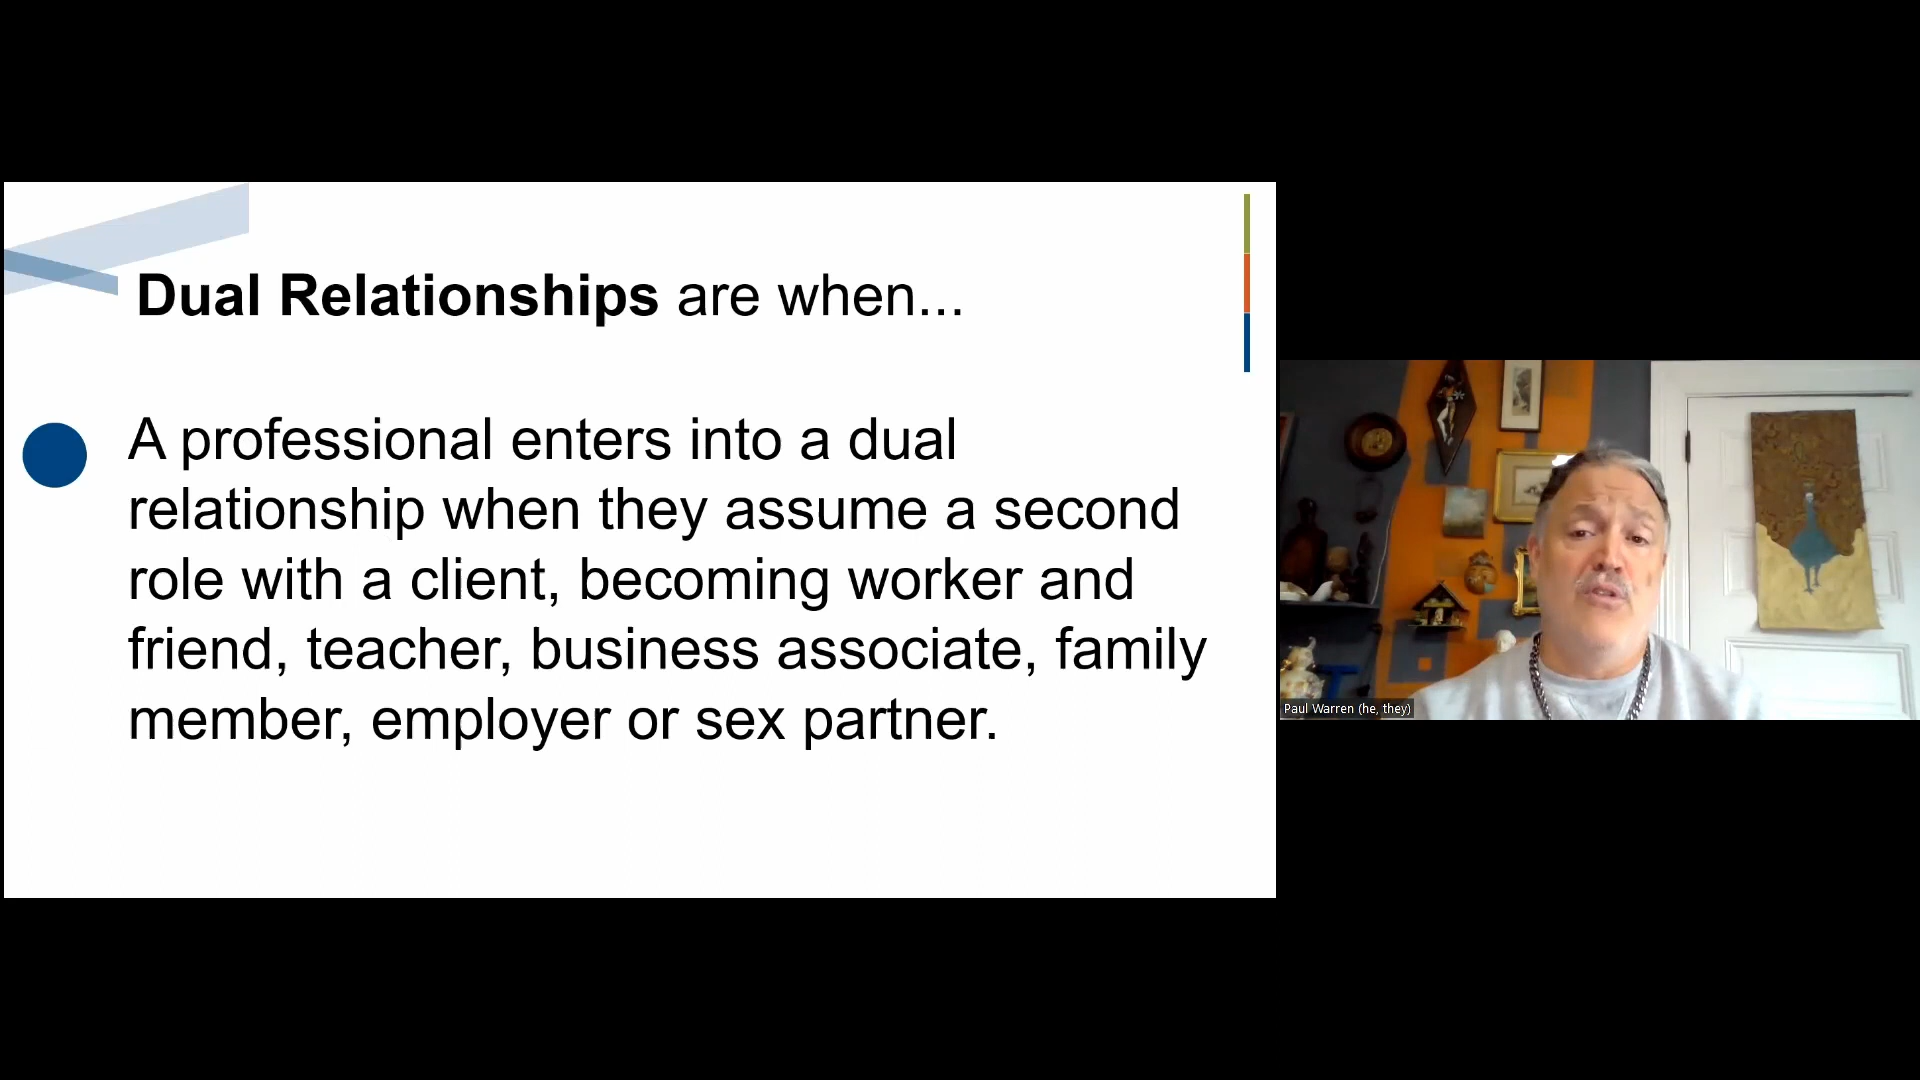 Dual Relationships are when...
A professional enters into a dual
relationship when they assume a second
role with a client, becoming worker and
friend, teacher, business associate, family
member, employer or sex partner.
Paul Warren (he, they)